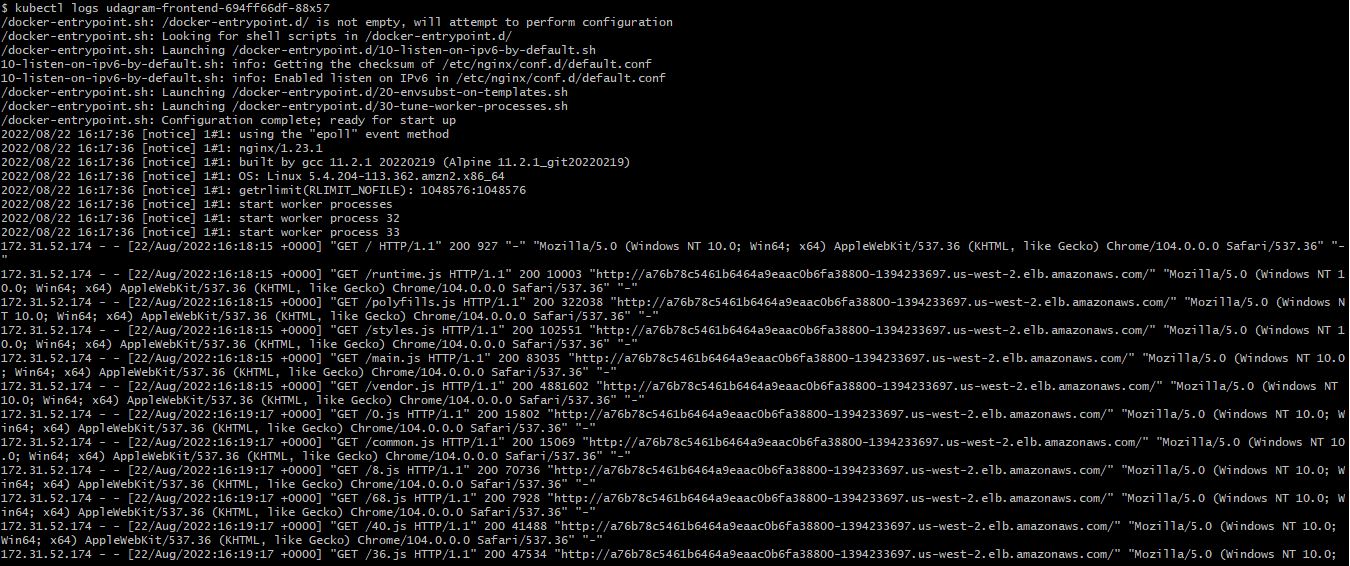 $ kubectl logs udagram-frontend-694ff66df-88x57
/docker-entrypoint.sh: /docker-entrypoint.d/ is not empty, will attempt to perform configuration
/docker-entrypoint.sh: Looking for shell scripts in /docker-entrypoint.d/
/docker-entrypoint.sh: Launching /docker-entrypoint.d/10-listen-on-ipv6-by-default.sh
10-listen-on-ipv6-by-default.sh: info: Getting the checksum of /etc/nginx/conf.d/default.conf
10-listen-on-ipv6-by-default.sh: info: Enabled listen on IPv6 in /etc/nginx/conf.d/default.conf
/docker-entrypoint.sh: Launching /docker-entrypoint.d/20-envsubst-on-templates.sh
/docker-entrypoint.sh: Launching /docker-entrypoint.d/30-tune-worker-processes.sh
/docker-entrypoint.sh: Configuration complete; ready for start up
2022/08/22 16:17:36 [notice] 1#1: using the "epoll" event method
2022/08/22 16:17:36 [notice] 1#1: nginx/1.23.1
2022/08/22 16:17:36 [notice] 1#1: built by gcc 11.2.1 20220219 (Alpine 11.2.1_git20220219)
2022/08/22 16:17:36 [notice] 1#1: OS: Linux 5.4.204-113.362.amzn2.x86_64
2022/08/22 16:17:36 [notice] 1#1: getrlimit(RLIMIT_NOFILE): 1048576:1048576
2022/08/22 16:17:36 [notice] 1#1: start worker processes
2022/08/22 16:17:36 [notice] 1#1: start worker process 32
2022/08/22 16:17:36 [notice] 1#1: start worker process 33
172.31.52.174 - - [22/Aug/2022:16:18:15 +0000] "GET / HTTP/1.1" 200 927 "-" "Mozilla/5.0 (Windows NT 10.0; Win64; x64) AppleWebKit/537.36 (KHTML, like Gecko) Chrome/104.0.0.0 Safari/537.36" "-
"
172.31.52.174 - - [22/Aug/2022:16:18:15 +0000] "GET /runtime.js HTTP/1.1" 200 10003 "http://a76b78c5461b6464a9eaac0b6fa38800-1394233697.us-west-2.elb.amazonaws.com/" "Mozilla/5.0 (Windows NT 1
0.0; Win64; x64) AppleWebKit/537.36 (KHTML, like Gecko) Chrome/104.0.0.0 Safari/537.36" "-"
172.31.52.174 - - [22/Aug/2022:16:18:15 +0000] "GET /polyfills.js HTTP/1.1" 200 322038 "http://a76b78c5461b6464a9eaac0b6fa38800-1394233697.us-west-2.elb.amazonaws.com/" "Mozilla/5.0 (Windows N
T 10.0; Win64; x64) AppleWebKit/537.36 (KHTML, like Gecko) Chrome/104.0.0.0 Safari/537.36" "-"
172.31.52.174 - - [22/Aug/2022:16:18:15 +0000] "GET /styles.js HTTP/1.1" 200 102551 "http://a76b78c5461b6464a9eaac0b6fa38800-1394233697.us-west-2.elb.amazonaws.com/" "Mozilla/5.0 (Windows NT 1
0.0; Win64; x64) AppleWebKit/537.36 (KHTML, like Gecko) Chrome/104.0.0.0 Safari/537.36" "-"
172.31.52.174 - - [22/Aug/2022:16:18:15 +0000] "GET /main.js HTTP/1.1" 200 83035 "http://a76b78c5461b6464a9eaac0b6fa38800-1394233697.us-west-2.elb.amazonaws.com/" "Mozilla/5.0 (Windows NT 10.0
; Win64; x64) AppleWebKit/537.36 (KHTML, like Gecko) Chrome/104.0.0.0 Safari/537.36" "-"
172.31.52.174 - - [22/Aug/2022:16:18:15 +0000] "GET /vendor.js HTTP/1.1" 200 4881602 "http://a76b78c5461b6464a9eaac0b6fa38800-1394233697.us-west-2.elb.amazonaws.com/" "Mozilla/5.0 (Windows NT
10.0; Win64; x64) AppleWebKit/537.36 (KHTML, like Gecko) Chrome/104.0.0.0 Safari/537.36" "-"
172.31.52.174 - - [22/Aug/2022:16:19:17 +0000] "GET /0.js HTTP/1.1" 200 15802 "http://a76b78c5461b6464a9eaac0b6fa38800-1394233697.us-west-2.elb.amazonaws.com/" "Mozilla/5.0 (Windows NT 10.0; W
in64; x64) AppleWebKit/537.36 (KHTML, like Gecko) Chrome/104.0.0.0 Safari/537.36" "-"
172.31.52.174 - - [22/Aug/2022:16:19:17 +0000] "GET /common.js HTTP/1.1" 200 15069 "http://a76b78c5461b6464a9eaac0b6fa38800-1394233697.us-west-2.elb.amazonaws.com/" "Mozilla/5.0 (Windows NT 10
.0; Win64; x64) AppleWebKit/537.36 (KHTML, like Gecko) Chrome/104.0.0.0 Safari/537.36" "-"
172.31.52.174 - - [22/Aug/2022:16:19:17 +0000] "GET /8.js HTTP/1.1" 200 70736 "http://a76b78c5461b6464a9eaac0b6fa38800-1394233697.us-west-2.elb.amazonaws.com/" "Mozilla/5.0 (Windows NT 10.0; W
in64; x64) AppleWebKit/537.36 (KHTML, like Gecko) Chrome/104.0.0.0 Safari/537.36" "-"
172.31.52.174 - - [22/Aug/2022:16:19:17 +0000] "GET /68.js HTTP/1.1" 200 7928 "http://a76b78c5461b6464a9eaac0b6fa38800-1394233697.us-west-2.elb.amazonaws.com/" "Mozilla/5.0 (Windows NT 10.0; W
in64; x64) AppleWebKit/537.36 (KHTML, like Gecko) Chrome/104.0.0.0 Safari/537.36" "-"
172.31.52.174 - - [22/Aug/2022:16:19:17 +0000] "GET /40.js HTTP/1.1" 200 41488 "http://a76b78c5461b6464a9eaac0b6fa38800-1394233697.us-west-2.elb.amazonaws.com/" "Mozilla/5.0 (Windows NT 10.0;
Win64; x64) AppleWebKit/537.36 (KHTML, like Gecko) Chrome/104.0.0.0 Safari/537.36" "-"
172.31.52.174 - - [22/Aug/2022:16:19:17 +0000] "GET /36.js HTTP/1.1" 200 47534 "http://a76b78c5461b6464a9eaac0b6fa38800-1394233697.us-west-2.elb.amazonaws.com/" "Mozilla/5.0 (Windows NT 10.0;